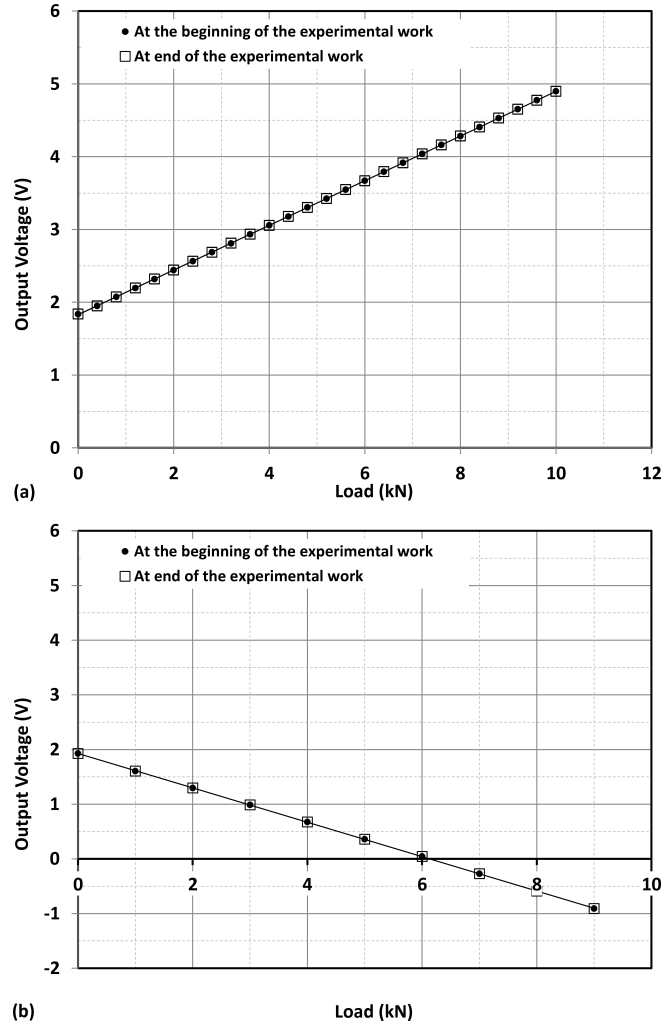 6
5
4
3
2
1
0
Output Voltage (V)
At the beginning of the experimental work
At end of the experimental work
0 2 4 6 8 10 12
(a) Load (kN)
6
5
4
3
2
1
0
-1
-2
Output Voltage (V)
At the beginning of the experimental work
At end of the experimental work
0 2 4 6 8 10
(b) Load (kN)